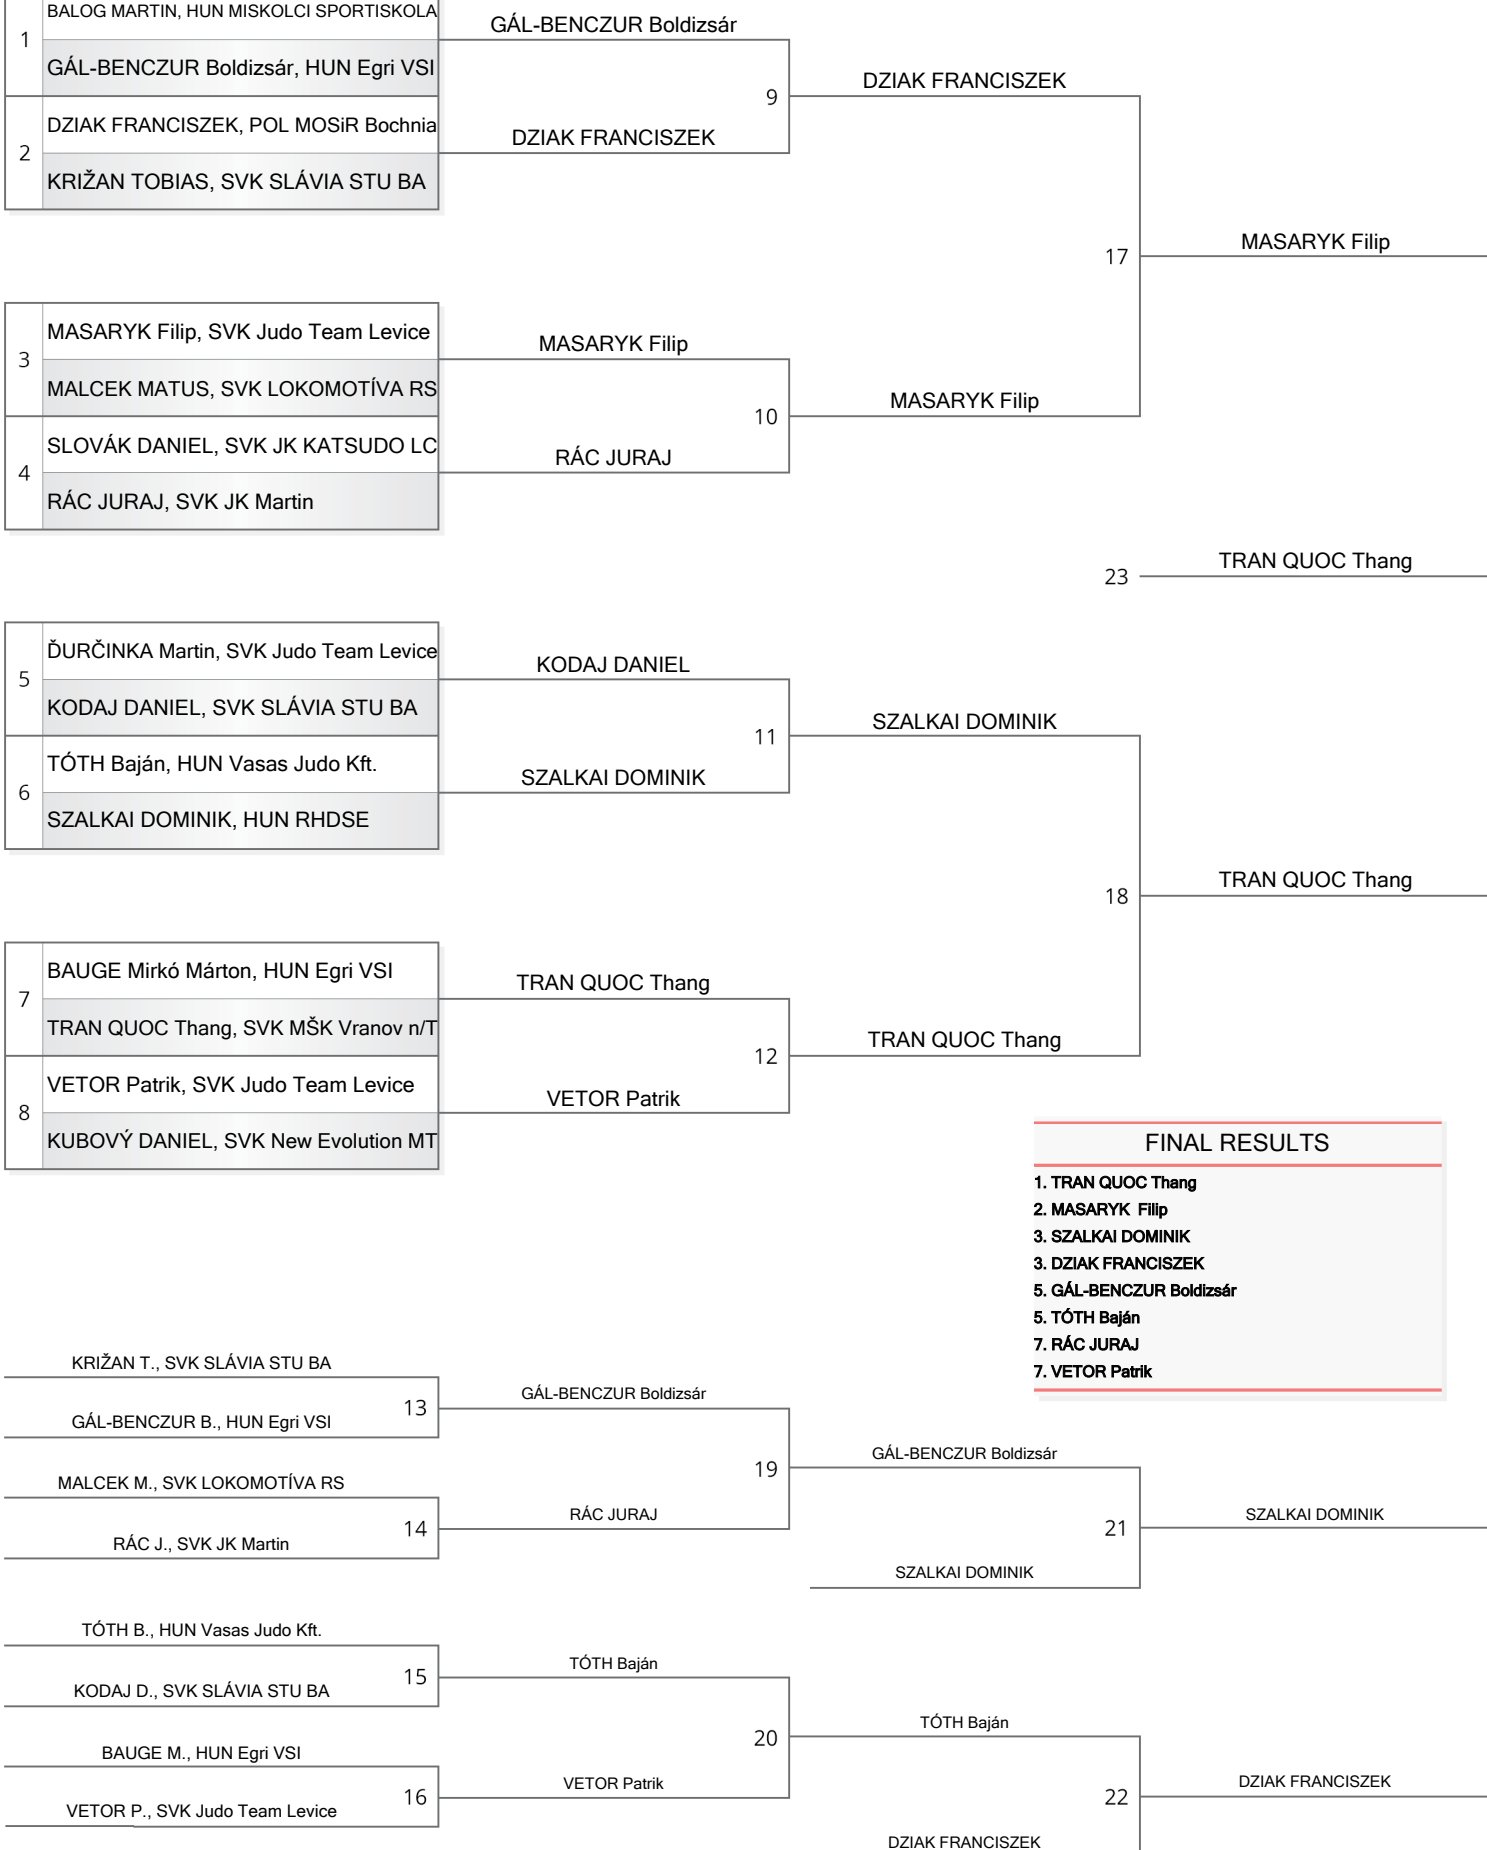 BALOG MARTIN, HUN MISKOLCI SPORTISKOLA
1
GÁL-BENCZUR Boldizsár, HUN Egri VSI
GÁL-BENCZUR Boldizsár
9
DZIAK FRANCISZEK
DZIAK FRANCISZEK, POL MOSiR Bochnia
2
KRIŽAN TOBIAS, SVK SLÁVIA STU BA
DZIAK FRANCISZEK
17
MASARYK Filip
MASARYK Filip, SVK Judo Team Levice
3
MALCEK MATUS, SVK LOKOMOTÍVA RS
MASARYK Filip
10
MASARYK Filip
SLOVÁK DANIEL, SVK JK KATSUDO LC
4
RÁC JURAJ, SVK JK Martin
RÁC JURAJ
23
TRAN QUOC Thang
ĎURČINKA Martin, SVK Judo Team Levice
5
KODAJ DANIEL, SVK SLÁVIA STU BA
KODAJ DANIEL
11
SZALKAI DOMINIK
TÓTH Baján, HUN Vasas Judo Kft.
6
SZALKAI DOMINIK, HUN RHDSE
SZALKAI DOMINIK
18
TRAN QUOC Thang
BAUGE Mirkó Márton, HUN Egri VSI
7
TRAN QUOC Thang, SVK MŠK Vranov n/T
TRAN QUOC Thang
12
TRAN QUOC Thang
VETOR Patrik, SVK Judo Team Levice
8
KUBOVÝ DANIEL, SVK New Evolution MT
VETOR Patrik
FINAL RESULTS
1. TRAN QUOC Thang
2. MASARYK Filip
3. SZALKAI DOMINIK
3. DZIAK FRANCISZEK
5. GÁL-BENCZUR Boldizsár
5. TÓTH Baján
7. RÁC JURAJ
7. VETOR Patrik
KRIŽAN T., SVK SLÁVIA STU BA
13
GÁL-BENCZUR B., HUN Egri VSI
GÁL-BENCZUR Boldizsár
19
GÁL-BENCZUR Boldizsár
MALCEK M., SVK LOKOMOTÍVA RS
14
RÁC J., SVK JK Martin
RÁC JURAJ
21
SZALKAI DOMINIK
SZALKAI DOMINIK
TÓTH B., HUN Vasas Judo Kft.
15
KODAJ D., SVK SLÁVIA STU BA
TÓTH Baján
20
TÓTH Baján
BAUGE M., HUN Egri VSI
16
VETOR P., SVK Judo Team Levice
VETOR Patrik
22
DZIAK FRANCISZEK
DZIAK FRANCISZEK